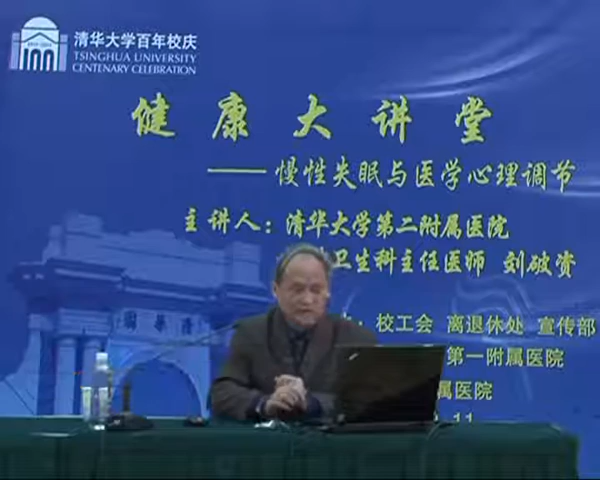 清华大学百年校庆
TSINGHUA UNIVERSITY
CENTENARY CELEBRATION
100
健康大讲堂
——慢性失眠与医学心理调节
主讲人：清华大学第二附属医院
卫生科主任医师 刘破资
校工会 离退休处 宣传部
第一附属医院
属医院
11